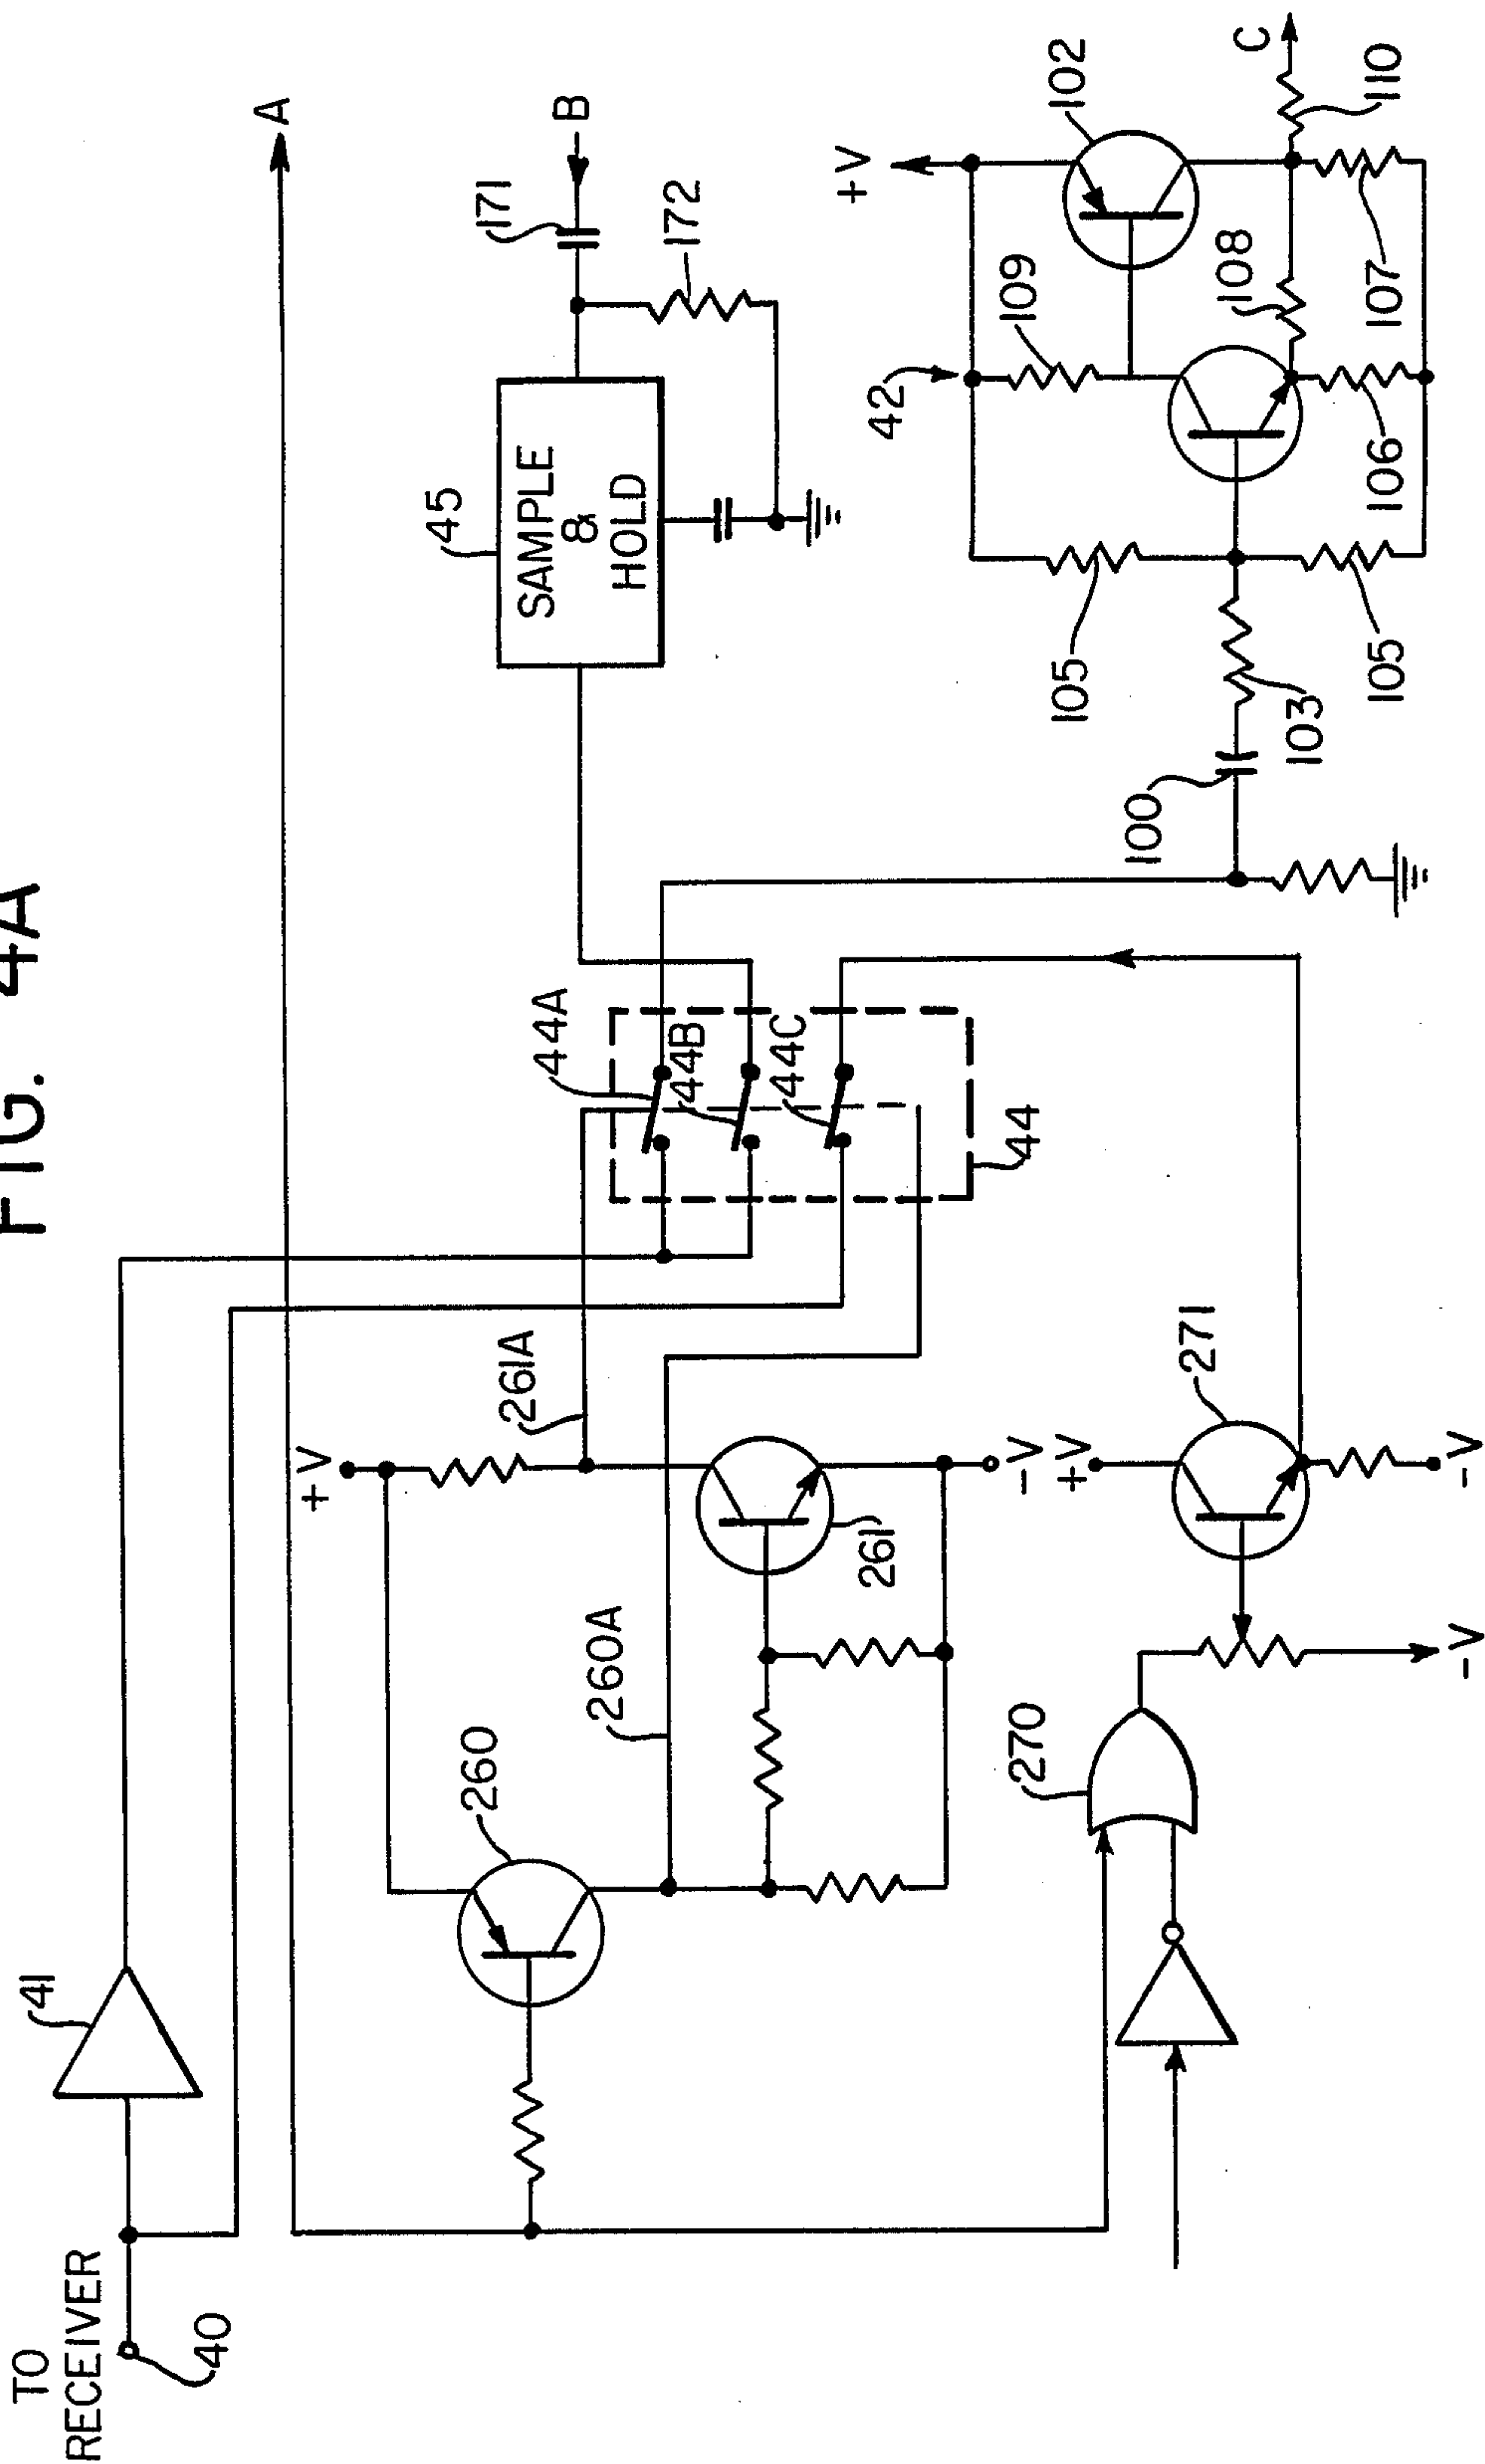 FIG. 4A
TO
RECEIVER
40
41
A
260
260A
261A
+V
261
-V
44A
44B
44C
44
45
SAMPLE
&
HOLD
171
B
172
270
271
+V
-V
-V
100
103
105
105
42
109
106
108
107
102
+V
C
110